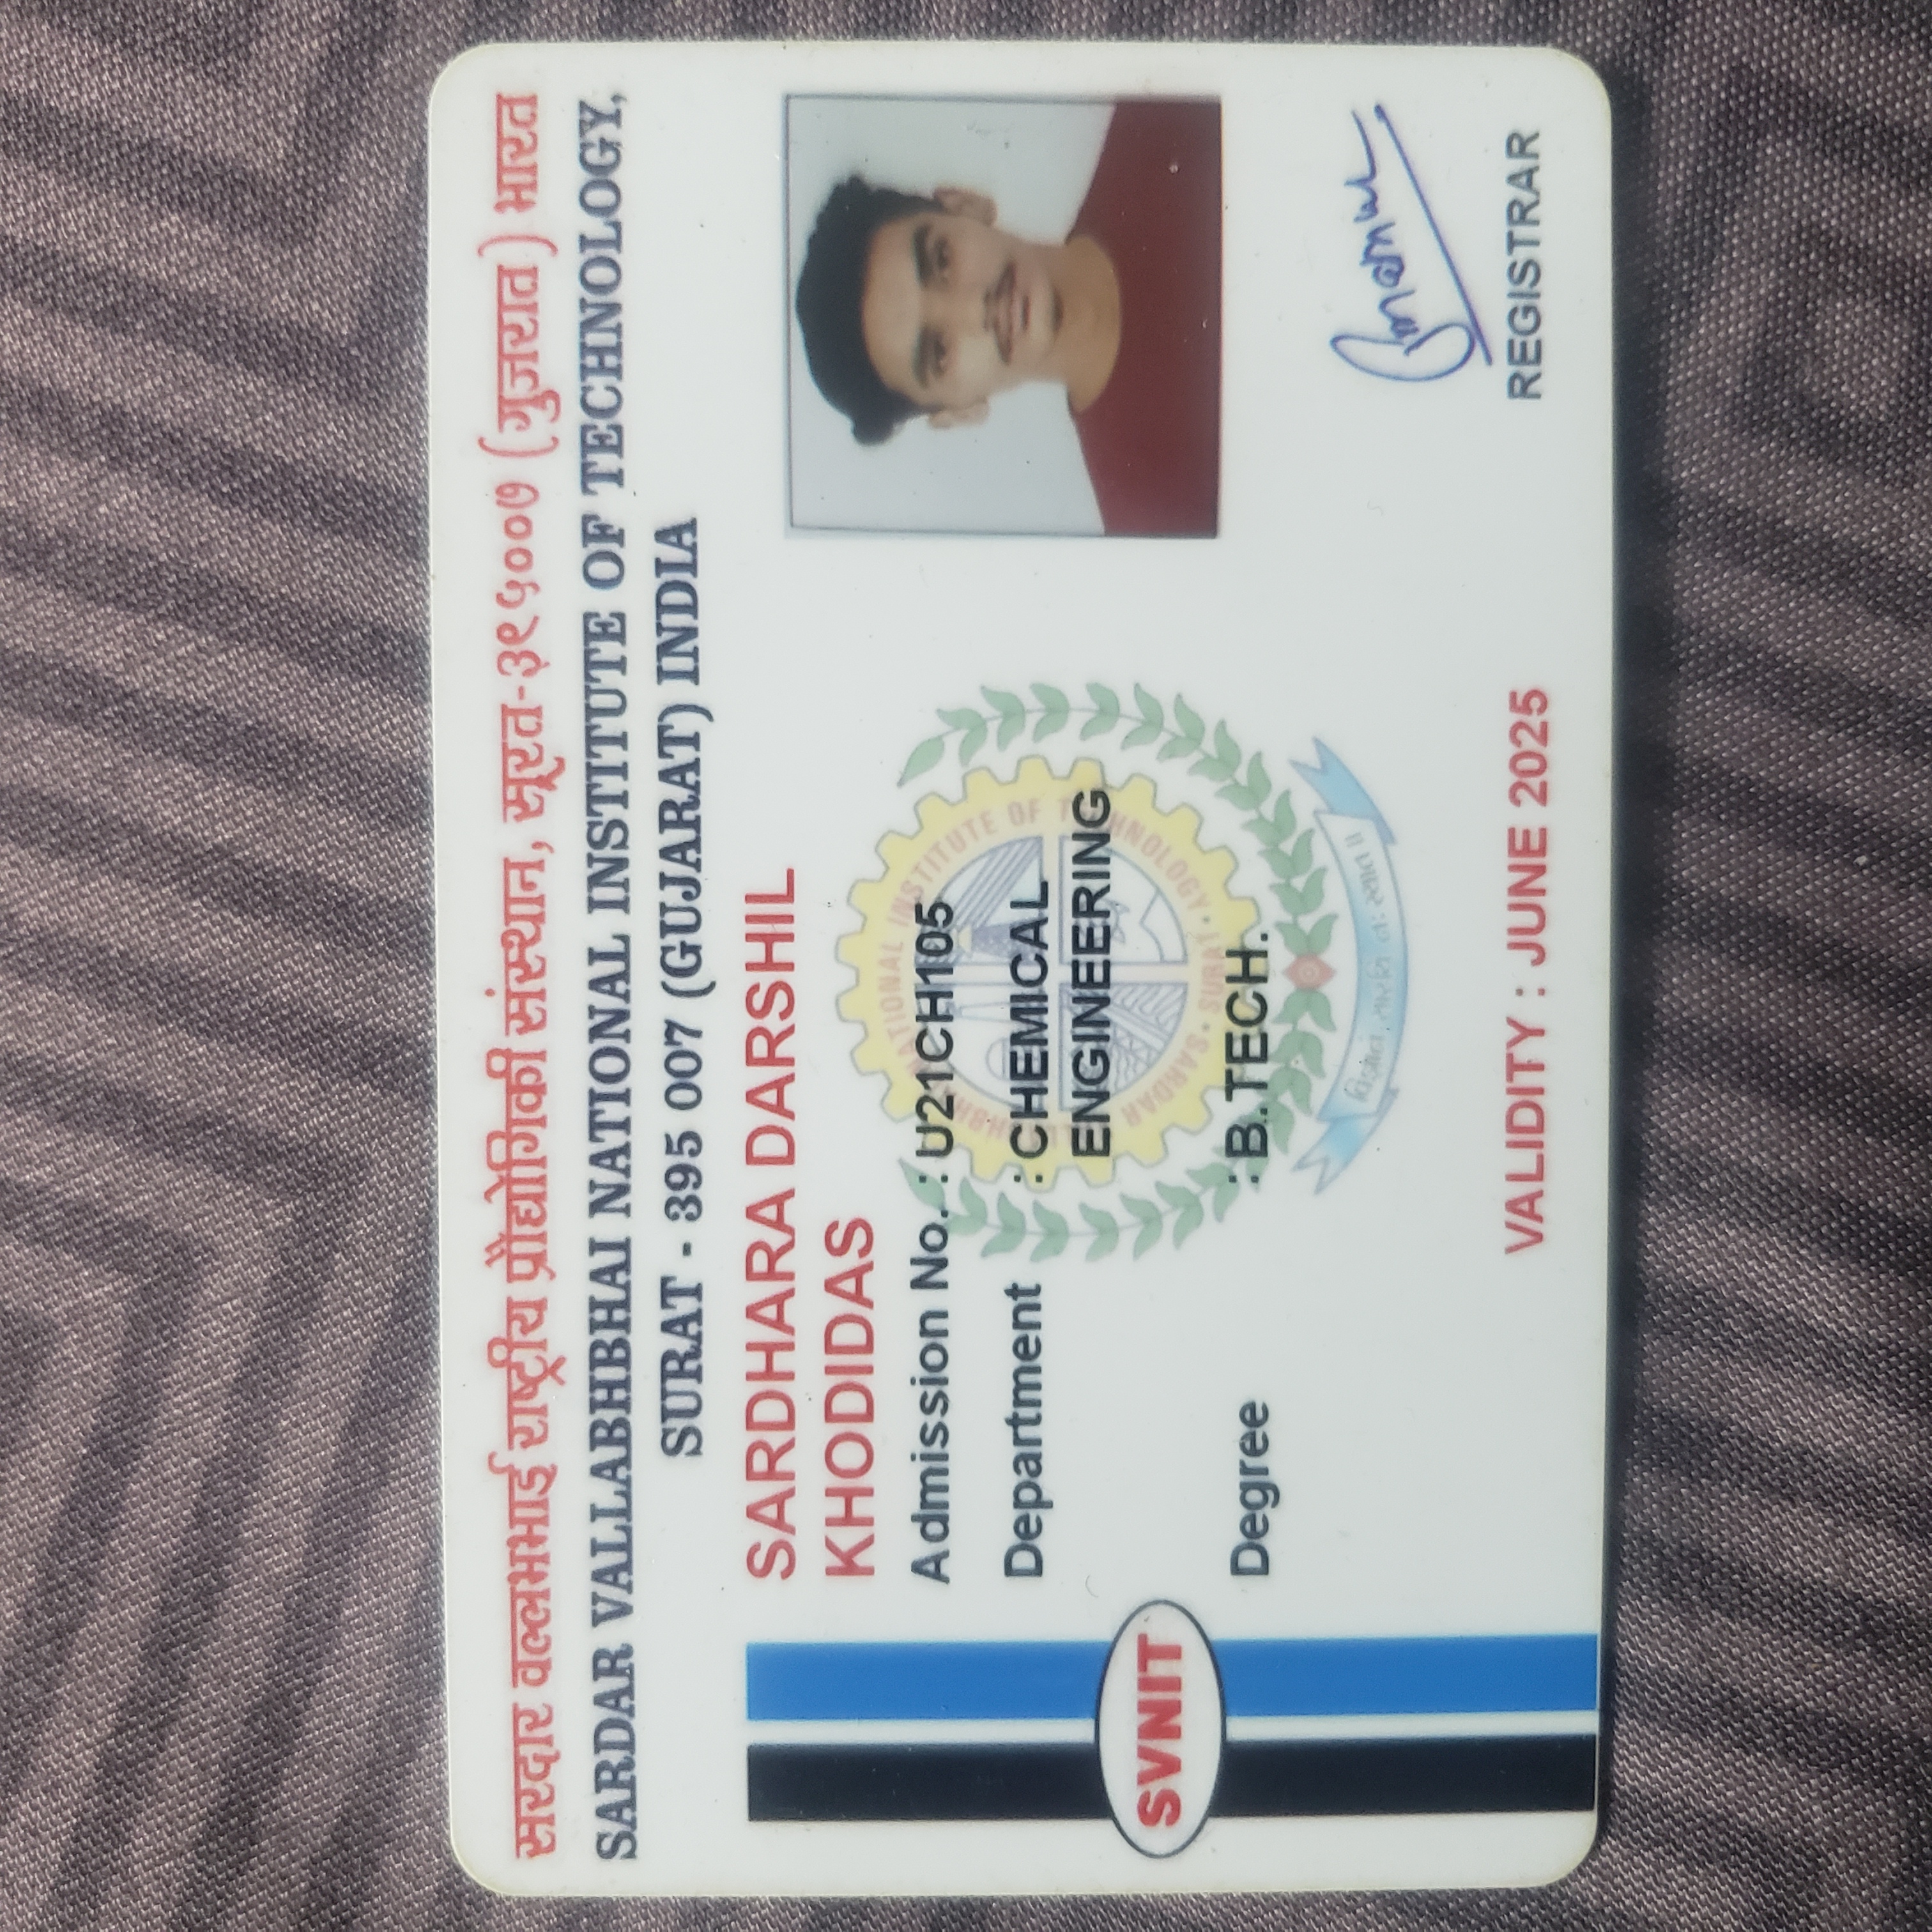 सरदार वल्लभभाई राष्ट्रीय प्रौद्योगिकी संस्थान, सूरत-३९५००७ (गुजरात) भारत
SARDAR VALLABHBHAI NATIONAL INSTITUTE OF TECHNOLOGY,
SURAT - 395 007 (GUJARAT) INDIA
SARDHARA DARSHIL
KHODIDAS
Admission No. : U21CH105
Department : CHEMICAL
ENGINEERING
SVNIT
Degree : B.TECH.
SARDAR VALLABHBHAI NATIONAL INSTITUTE OF TECHNOLOGY
· SURAT ·
VALIDITY : JUNE 2025
REGISTRAR